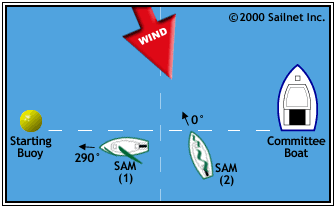 ©2000 Sailnet Inc.
WIND
0°
Starting
Buoy
290°
SAM
(1)
SAM
(2)
Committee
Boat